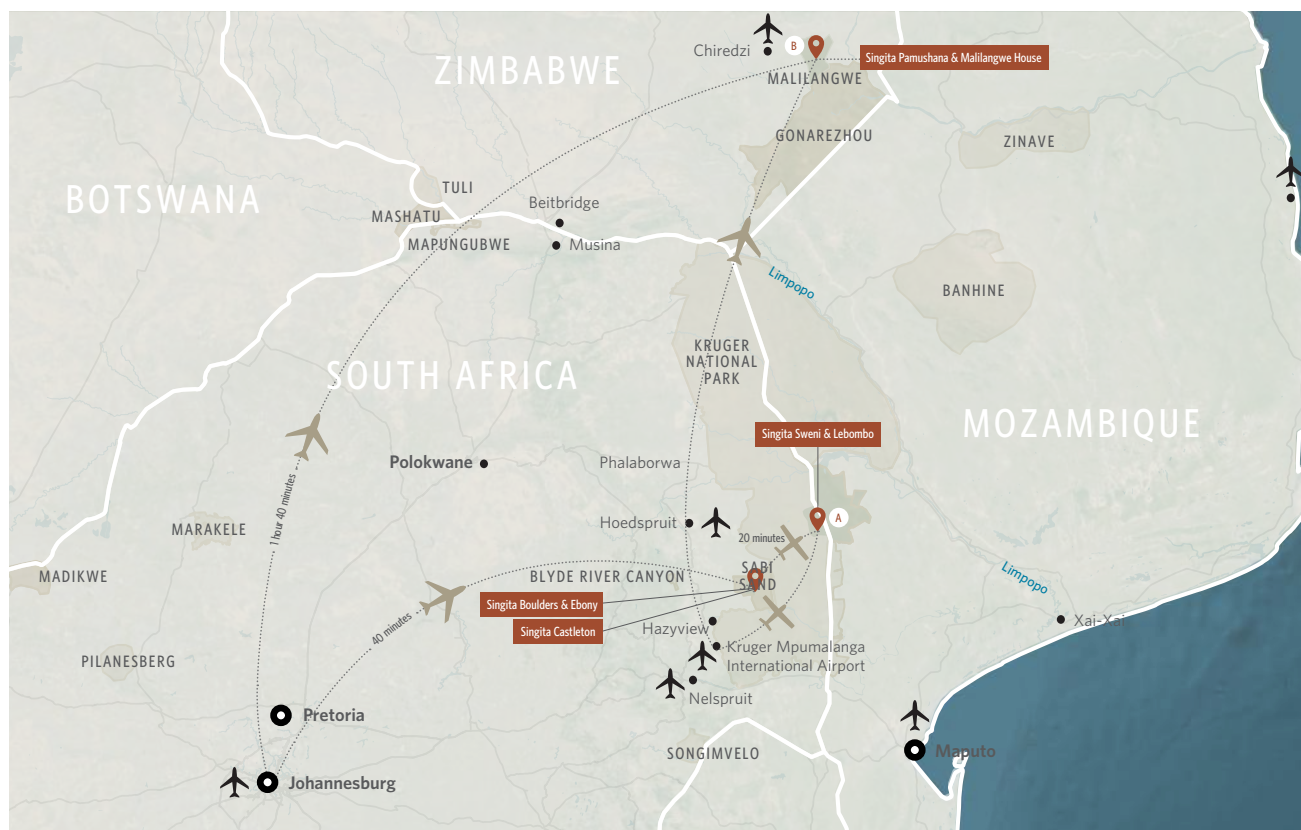 Chiredzi
B
Singita Pamushana & Malilangwe House
ZIMBABWE
MALILANGWE
GONAREZHOU
ZINAVE
BOTSWANA
TULI
Beitbridge
MASHATU
MAPUNGUBWE
Musina
Limpopo
BANHINE
KRUGER
NATIONAL
PARK
SOUTH AFRICA
MOZAMBIQUE
Singita Sweni & Lebombo
Polokwane
Phalaborwa
1 hour 40 minutes
MARAKELE
Hoedspruit
A
20 minutes
SABI
SAND
MADIKWE
BLYDE RIVER CANYON
Limpopo
Singita Boulders & Ebony
40 minutes
Singita Castleton
Hazyview
Xai-Xai
Kruger Mpumalanga
International Airport
PILANESBERG
Nelspruit
Pretoria
SONGIMVELO
Maputo
Johannesburg